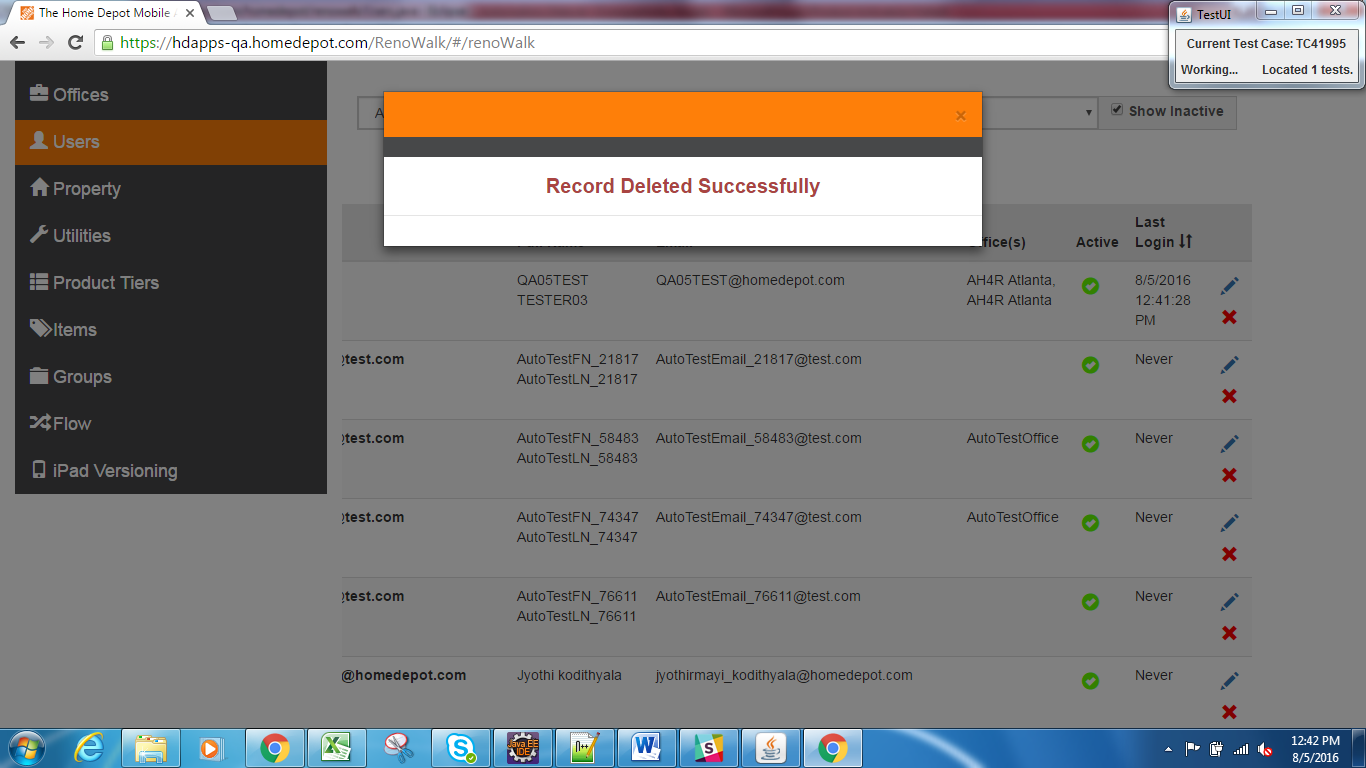 The Home Depot Mobile
TestUI
https://hdapps-qa.homedepot.com/RenoWalk/#/renoWalk
Current Test Case: TC41995
Working... Located 1 tests.
Offices
Users
Property
Utilities
Product Tiers
Items
Groups
Flow
iPad Versioning
A
Show Inactive
×
Record Deleted Successfully
ffice(s) Active Last
Login
QA05TEST QA05TEST@homedepot.com AH4R Atlanta, 8/5/2016
TESTER03 AH4R Atlanta 12:41:28
PM
@test.com AutoTestFN_21817 AutoTestEmail_21817@test.com Never
AutoTestLN_21817
@test.com AutoTestFN_58483 AutoTestEmail_58483@test.com AutoTestOffice Never
AutoTestLN_58483
@test.com AutoTestFN_74347 AutoTestEmail_74347@test.com AutoTestOffice Never
AutoTestLN_74347
@test.com AutoTestFN_76611 AutoTestEmail_76611@test.com Never
AutoTestLN_76611
@homedepot.com Jyothi kodithyala jyothirmayi_kodithyala@homedepot.com Never
Java EE
IDE
12:42 PM
8/5/2016